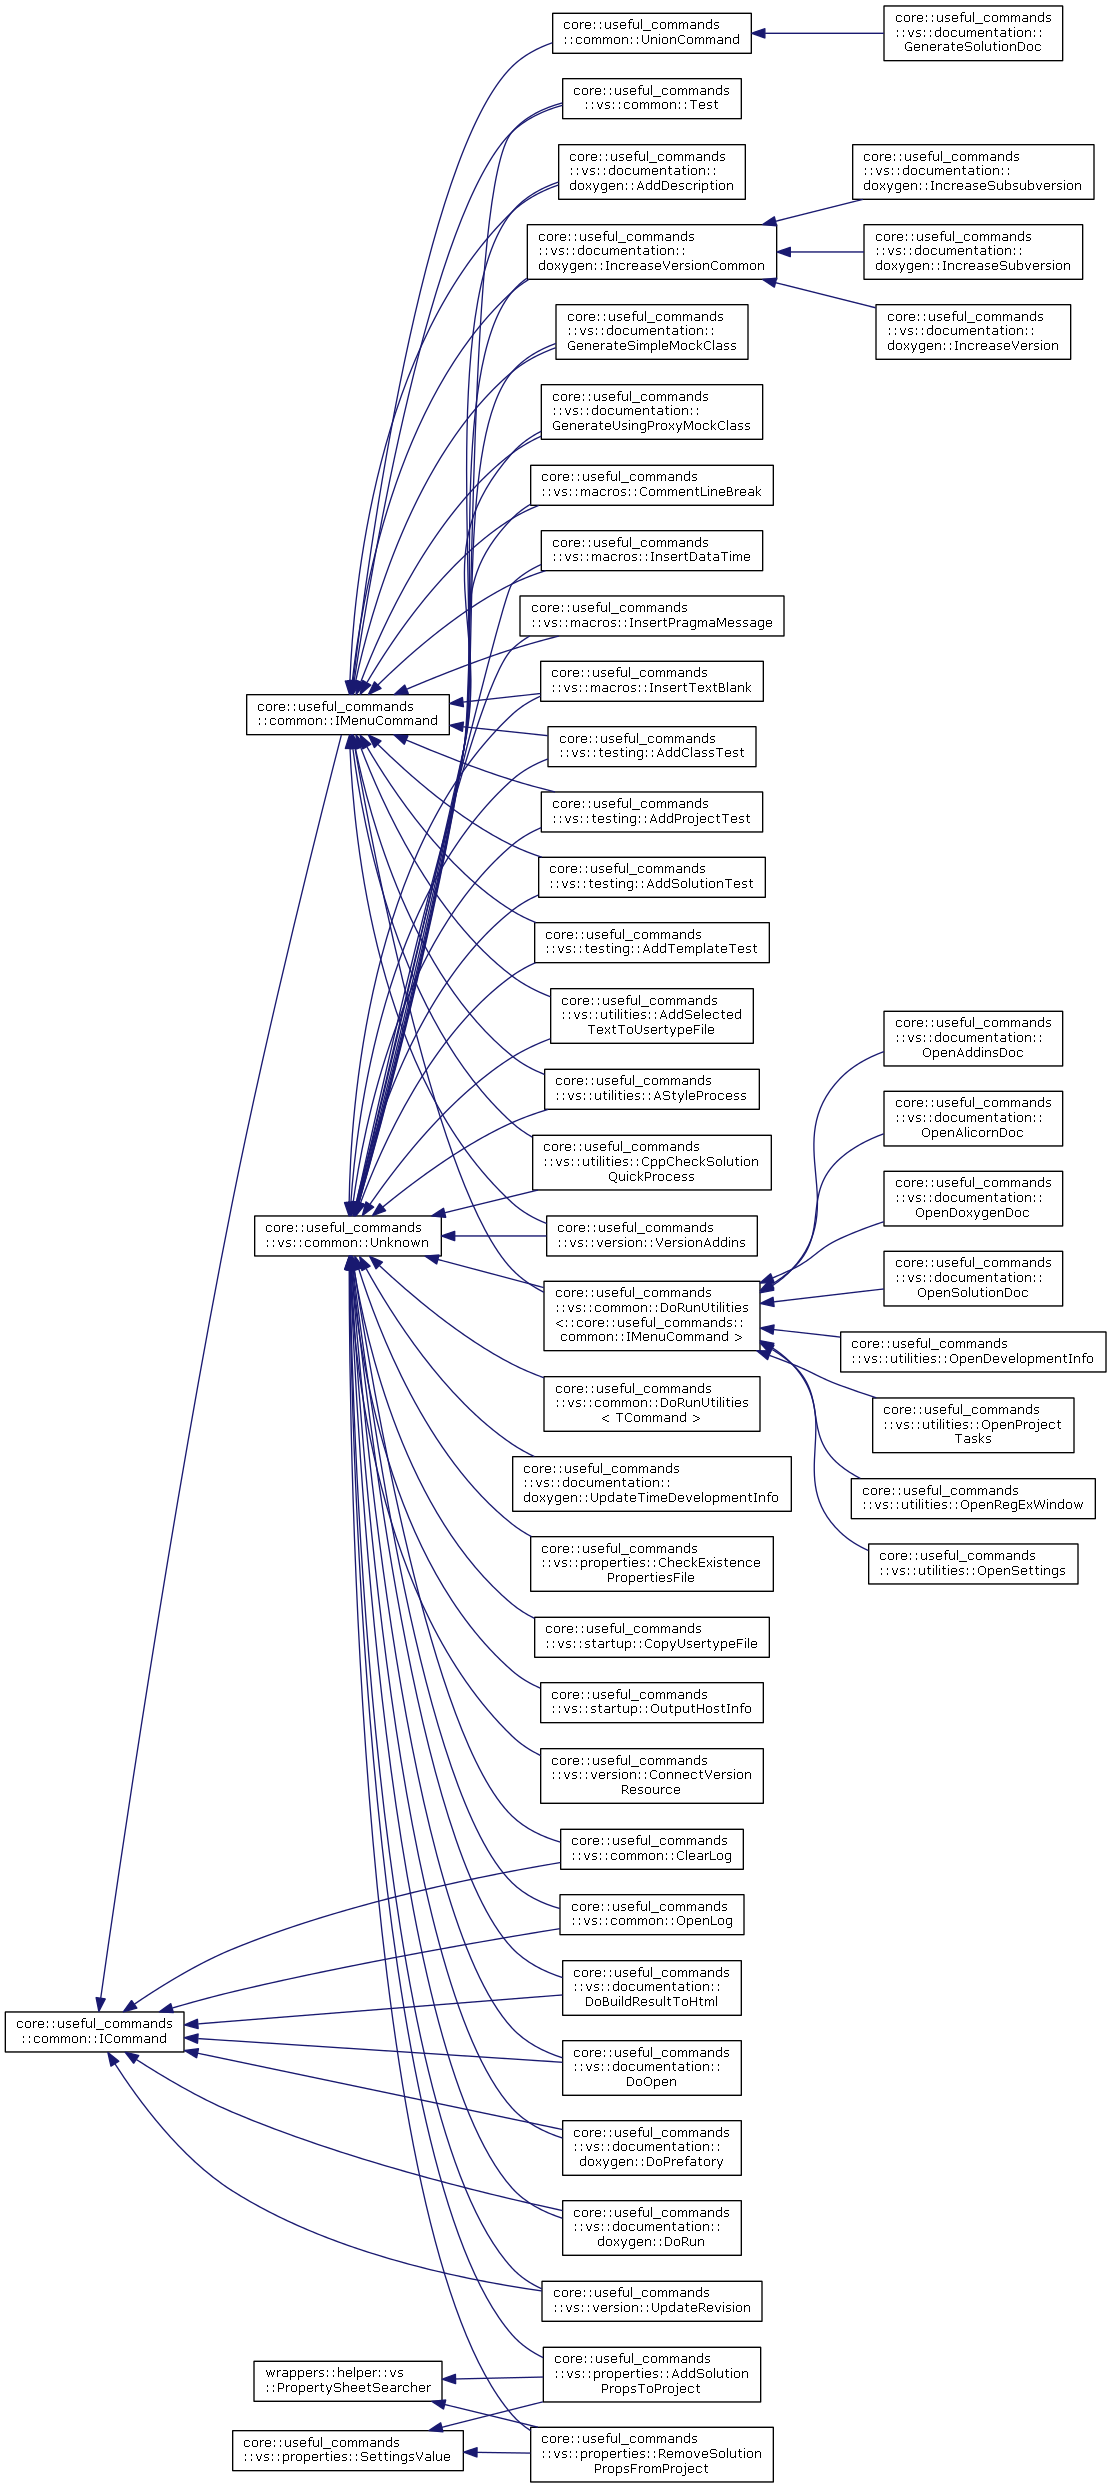 core::useful_commands
::common::UnionCommand
core::useful_commands
::vs::documentation::
GenerateSolutionDoc
core::useful_commands
::vs::common::Test
core::useful_commands
::vs::documentation::
doxygen::AddDescription
core::useful_commands
::vs::documentation::
doxygen::IncreaseSubsubversion
core::useful_commands
::vs::documentation::
doxygen::IncreaseVersionCommon
core::useful_commands
::vs::documentation::
doxygen::IncreaseSubversion
core::useful_commands
::vs::documentation::
doxygen::IncreaseVersion
core::useful_commands
::vs::documentation::
GenerateSimpleMockClass
core::useful_commands
::vs::documentation::
GenerateUsingProxyMockClass
core::useful_commands
::vs::macros::CommentLineBreak
core::useful_commands
::vs::macros::InsertDataTime
core::useful_commands
::vs::macros::InsertPragmaMessage
core::useful_commands
::vs::macros::InsertTextBlank
core::useful_commands
::common::IMenuCommand
core::useful_commands
::vs::testing::AddClassTest
core::useful_commands
::vs::testing::AddProjectTest
core::useful_commands
::vs::testing::AddSolutionTest
core::useful_commands
::vs::testing::AddTemplateTest
core::useful_commands
::vs::utilities::AddSelected
TextToUsertypeFile
core::useful_commands
::vs::documentation::
OpenAddinsDoc
core::useful_commands
::vs::utilities::AStyleProcess
core::useful_commands
::vs::documentation::
OpenAlicornDoc
core::useful_commands
::vs::utilities::CppCheckSolution
QuickProcess
core::useful_commands
::vs::documentation::
OpenDoxygenDoc
core::useful_commands
::vs::common::Unknown
core::useful_commands
::vs::version::VersionAddins
core::useful_commands
::vs::documentation::
OpenSolutionDoc
core::useful_commands
::vs::common::DoRunUtilities
<::core::useful_commands::
common::IMenuCommand >
core::useful_commands
::vs::utilities::OpenDevelopmentInfo
core::useful_commands
::vs::common::DoRunUtilities
< TCommand >
core::useful_commands
::vs::utilities::OpenProject
Tasks
core::useful_commands
::vs::documentation::
doxygen::UpdateTimeDevelopmentInfo
core::useful_commands
::vs::utilities::OpenRegExWindow
core::useful_commands
::vs::properties::CheckExistence
PropertiesFile
core::useful_commands
::vs::utilities::OpenSettings
core::useful_commands
::vs::startup::CopyUsertypeFile
core::useful_commands
::vs::startup::OutputHostInfo
core::useful_commands
::vs::version::ConnectVersion
Resource
core::useful_commands
::vs::common::ClearLog
core::useful_commands
::vs::common::OpenLog
core::useful_commands
::vs::documentation::
DoBuildResultToHtml
core::useful_commands
::common::ICommand
core::useful_commands
::vs::documentation::
DoOpen
core::useful_commands
::vs::documentation::
doxygen::DoPrefatory
core::useful_commands
::vs::documentation::
doxygen::DoRun
core::useful_commands
::vs::version::UpdateRevision
wrappers::helper::vs
::PropertySheetSearcher
core::useful_commands
::vs::properties::AddSolution
PropsToProject
core::useful_commands
::vs::properties::SettingsValue
core::useful_commands
::vs::properties::RemoveSolution
PropsFromProject